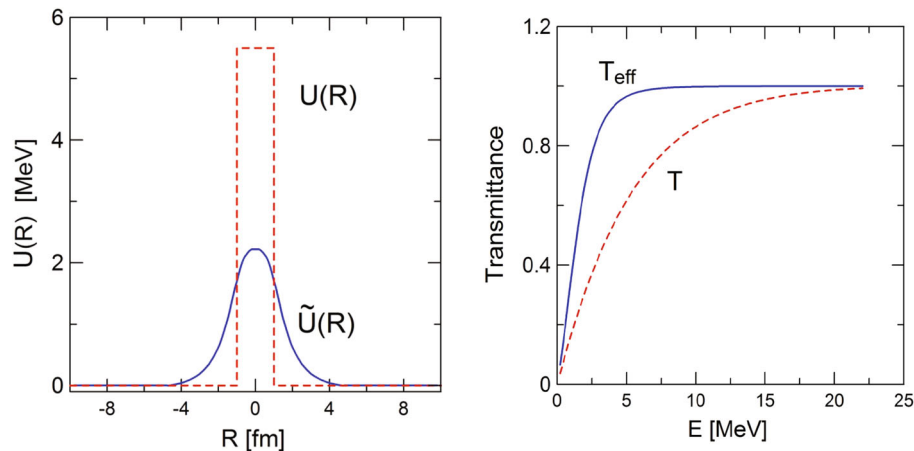 6
4
2
0
U(R) [MeV]
U(R)
Ũ(R)
-8
-4
0
4
8
R [fm]
1.2
0.8
0.4
0
Transmittance
T_eff
T
0
5
10
15
20
25
E [MeV]